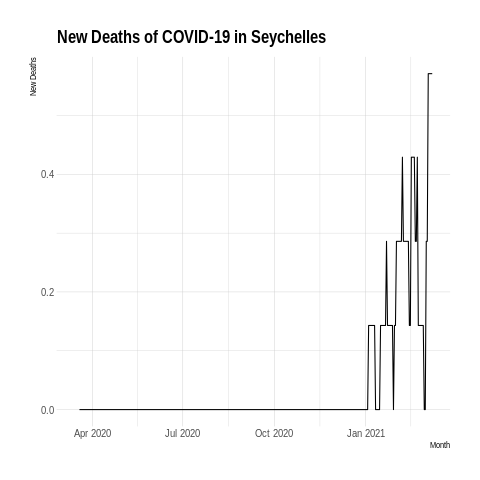 New Deaths of COVID-19 in Seychelles
New Deaths
0.4
0.2
0.0
Apr 2020
Jul 2020
Oct 2020
Jan 2021
Month